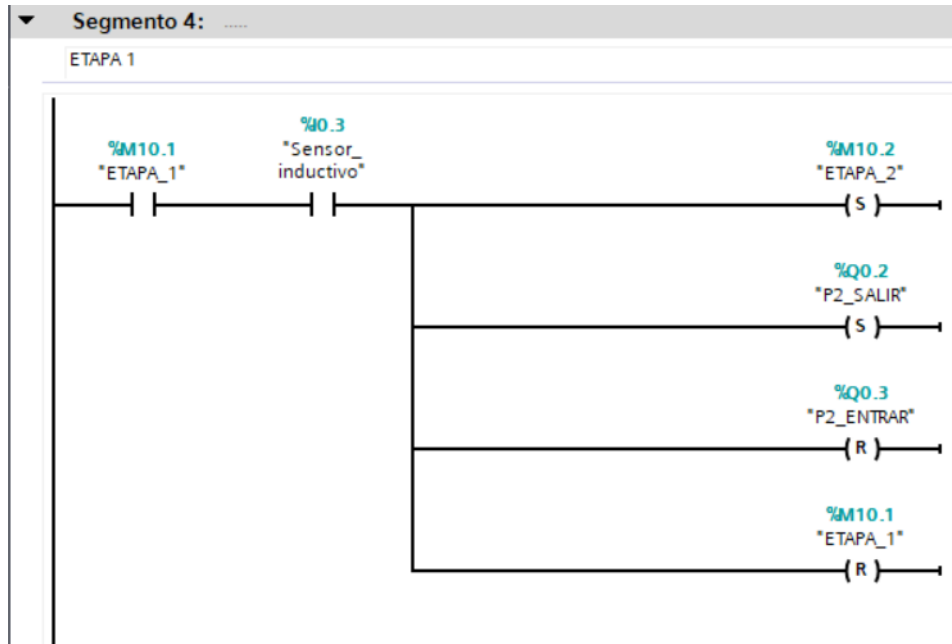 Segmento 4: .....
ETAPA 1
%M10.1
"ETAPA_1"
%I0.3
"Sensor_
inductivo"
%M10.2
"ETAPA_2"
S
%Q0.2
"P2_SALIR"
S
%Q0.3
"P2_ENTRAR"
R
%M10.1
"ETAPA_1"
R